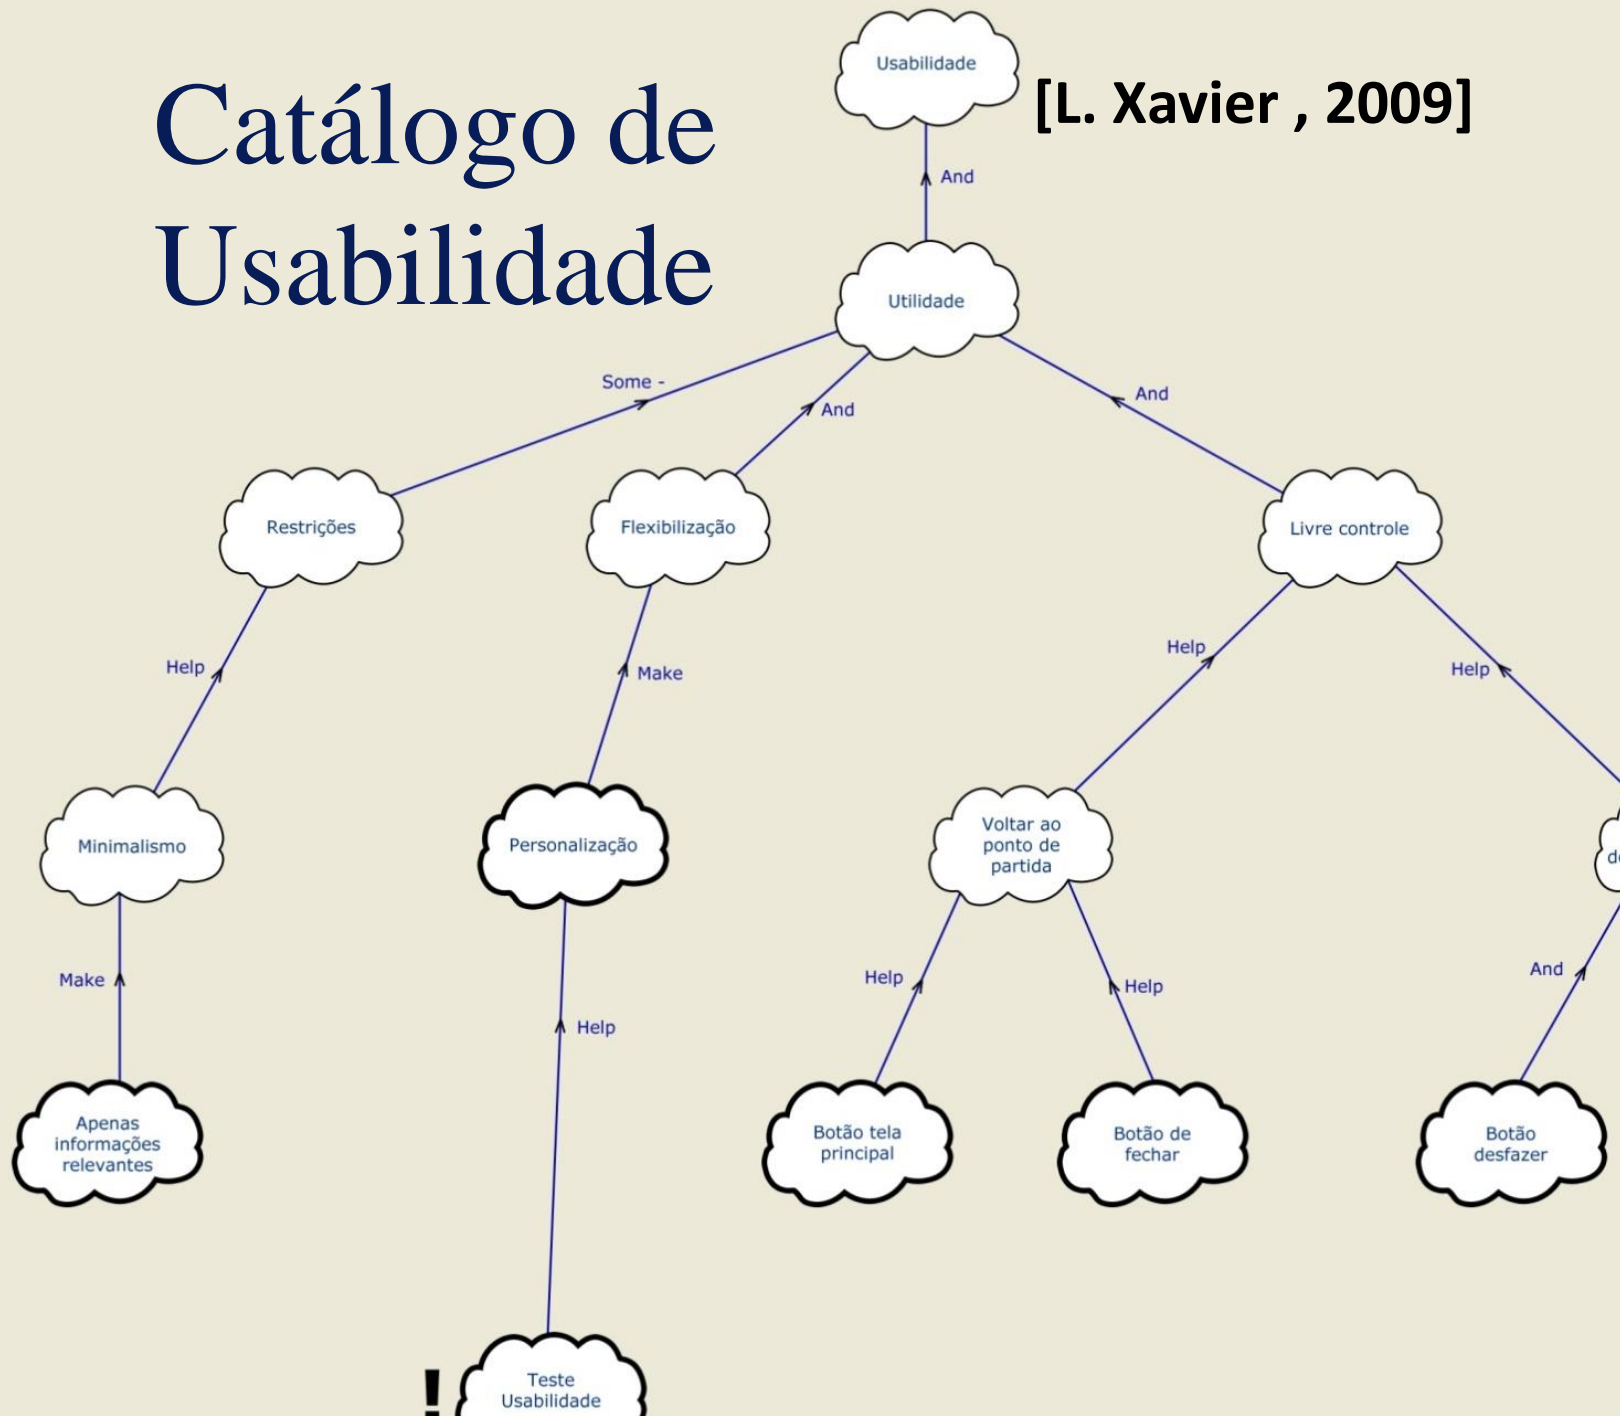 Catálogo de
Usabilidade
Usabilidade
[L. Xavier , 2009]
And
Utilidade
Some -
And
And
Restrições
Flexibilização
Livre controle
Help
Make
Help
Help
Minimalismo
Personalização
Voltar ao
ponto de
partida
Make
Help
Help
Help
And
Apenas
informações
relevantes
Botão tela
principal
Botão de
fechar
Botão
desfazer
!
Teste
Usabilidade